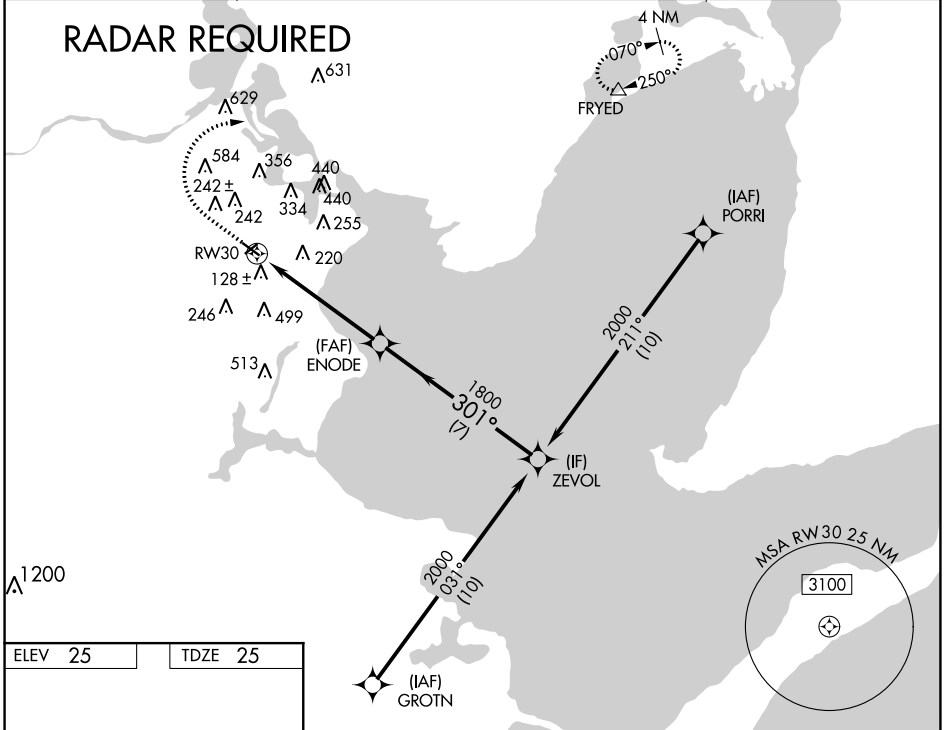 RADAR REQUIRED
631
4 NM
070°
250°
FRYED
629
584
356
440
242 ±
242
334
440
255
(IAF)
PORRI
RW30
220
128 ±
246
499
2000
211°
(10)
(FAF)
ENODE
513
1800
301°
(7)
(IF)
ZEVOL
MSA RW30 25 NM
3100
1200
2000
031°
(10)
ELEV 25
TDZE 25
(IAF)
GROTN